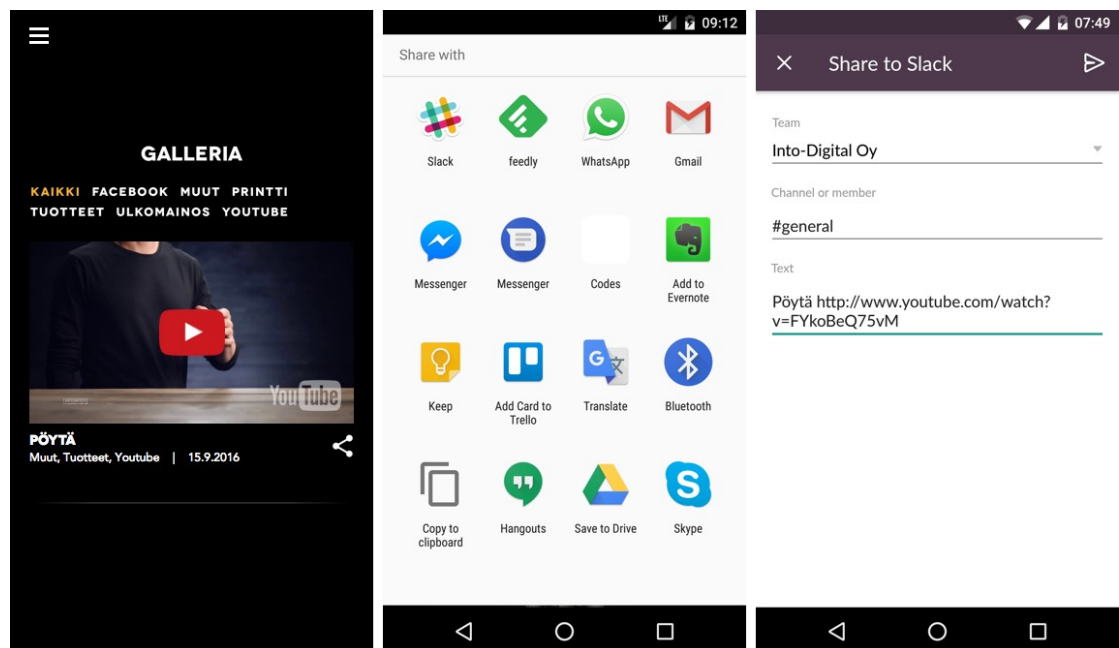 GALLERIA
KAIKKI FACEBOOK MUUT PRINTTI
TUOTTEET ULKOMAINOS YOUTUBE
YouTube
PÖYTÄ
Muut, Tuotteet, Youtube | 15.9.2016
LTE 09:12
Share with
Slack feedly WhatsApp Gmail
Messenger Messenger Codes Add to
Evernote
Keep Add Card to Translate Bluetooth
Trello
Copy to Hangouts Save to Drive Skype
clipboard
07:49
Share to Slack
Team
Into-Digital Oy
Channel or member
#general
Text
Pöytä http://www.youtube.com/watch?
v=FYkoBeQ75vM